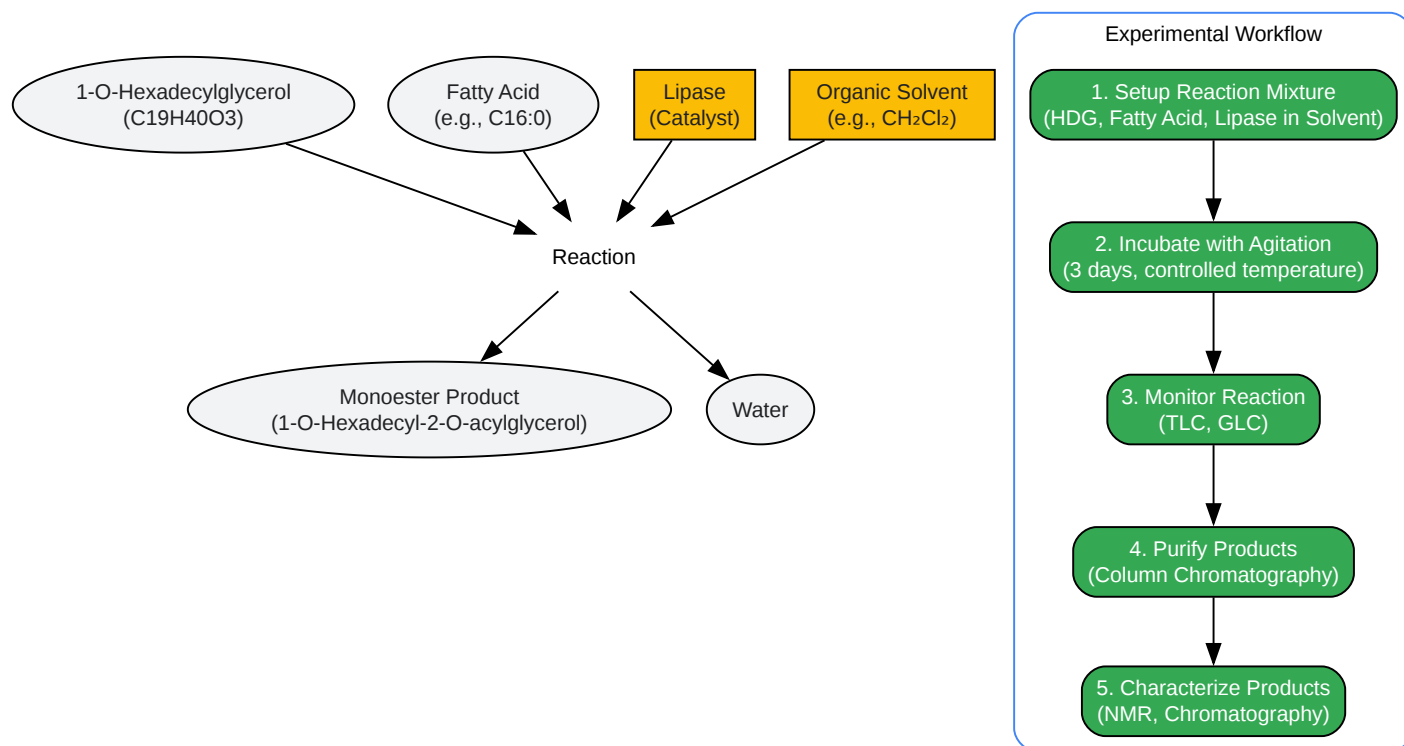 1-O-Hexadecylglycerol
(C19H40O3)
Fatty Acid
(e.g., C16:0)
Lipase
(Catalyst)
Organic Solvent
(e.g., CH₂Cl₂)
Reaction
Monoester Product
(1-O-Hexadecyl-2-O-acylglycerol)
Water
Experimental Workflow
1. Setup Reaction Mixture
(HDG, Fatty Acid, Lipase in Solvent)
2. Incubate with Agitation
(3 days, controlled temperature)
3. Monitor Reaction
(TLC, GLC)
4. Purify Products
(Column Chromatography)
5. Characterize Products
(NMR, Chromatography)